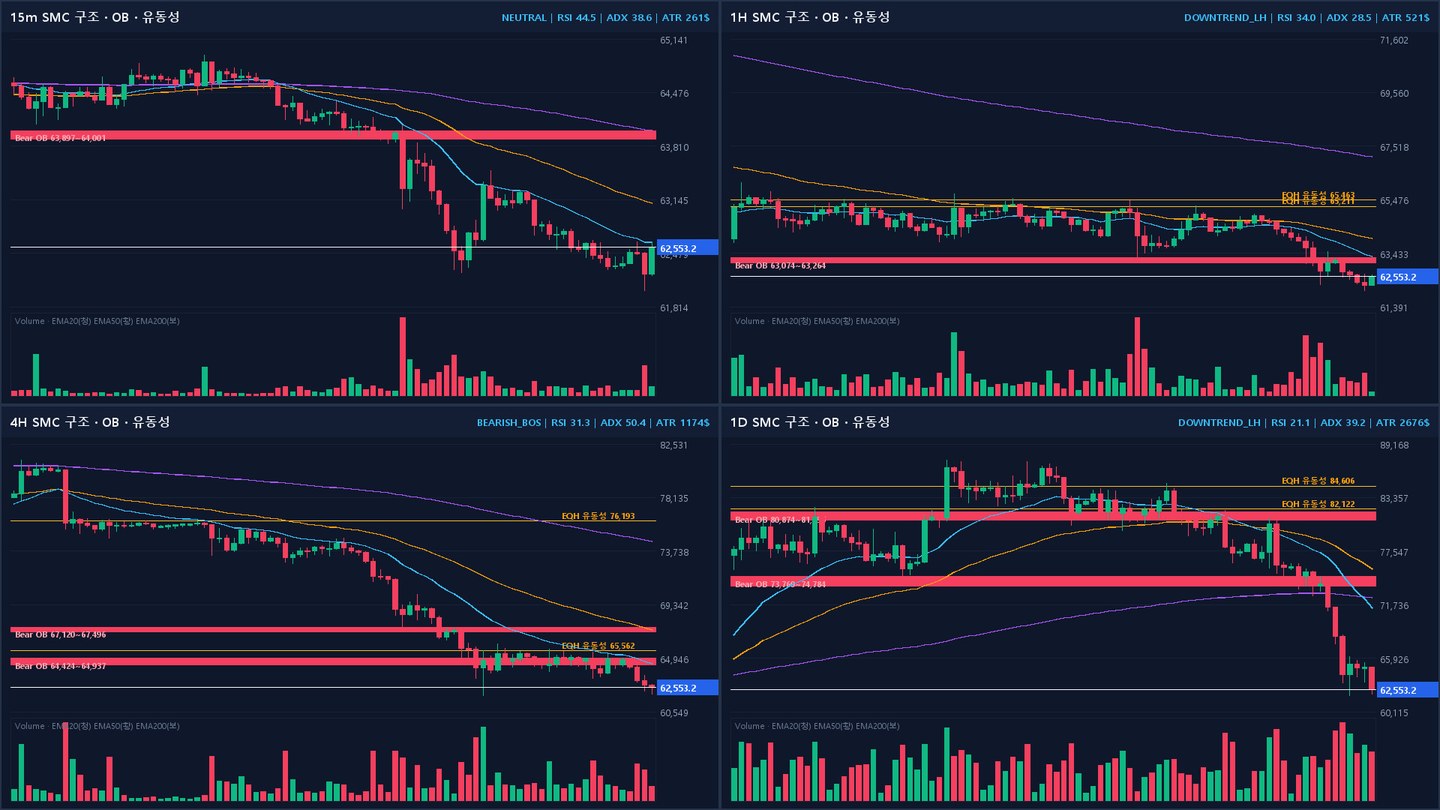 15m SMC 구조 · OB · 유동성
NEUTRAL | RSI 44.5 | ADX 38.6 | ATR 261$
65,141
64,476
Bear OB 63,897~64,001
63,810
63,145
62,553.2
62,479
61,814
Volume · EMA20(청) EMA50(황) EMA200(보)
1H SMC 구조 · OB · 유동성
DOWNTREND_LH | RSI 34.0 | ADX 28.5 | ATR 521$
71,602
69,560
67,518
EQH 유동성 65,463
EQH 유동성 65,211
65,476
63,433
Bear OB 63,074~63,264
62,553.2
61,391
Volume · EMA20(청) EMA50(황) EMA200(보)
4H SMC 구조 · OB · 유동성
BEARISH_BOS | RSI 31.3 | ADX 50.4 | ATR 1174$
82,531
78,135
EQH 유동성 76,193
73,738
69,342
Bear OB 67,120~67,496
EQH 유동성 65,562
64,946
Bear OB 64,424~64,937
62,553.2
60,549
Volume · EMA20(청) EMA50(황) EMA200(보)
1D SMC 구조 · OB · 유동성
DOWNTREND_LH | RSI 21.1 | ADX 39.2 | ATR 2676$
89,168
EQH 유동성 84,606
83,357
EQH 유동성 82,122
Bear OB
77,547
Bear OB
71,736
65,926
62,553.2
60,115
Volume · EMA20(청) EMA50(황) EMA200(보)